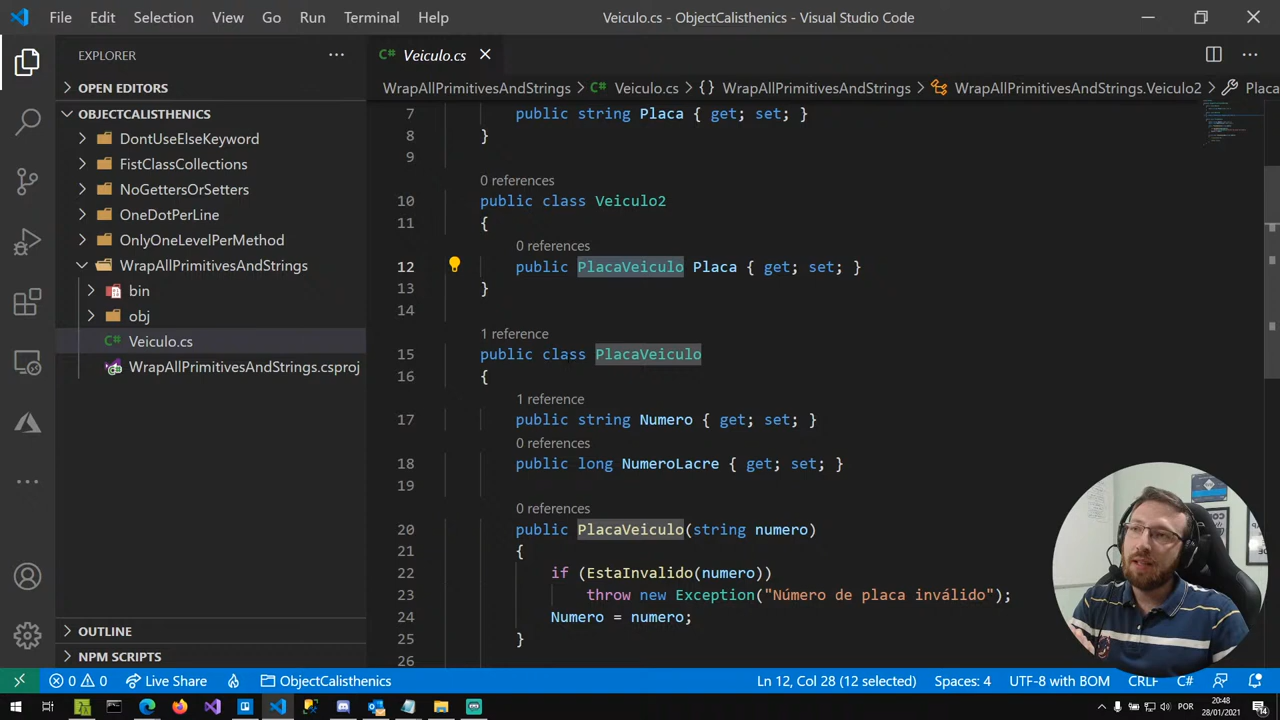 File Edit Selection View Go Run Terminal Help Veiculo.cs - ObjectCalisthenics - Visual Studio Code
EXPLORER
OPEN EDITORS
OBJECTCALISTHENICS
DontUseElseKeyword
FistClassCollections
NoGettersOrSetters
OneDotPerLine
OnlyOneLevelPerMethod
WrapAllPrimitivesAndStrings
bin
obj
C# Veiculo.cs
WrapAllPrimitivesAndStrings.csproj
OUTLINE
NPM SCRIPTS
C# Veiculo.cs
WrapAllPrimitivesAndStrings > C# Veiculo.cs > {} WrapAllPrimitivesAndStrings > WrapAllPrimitivesAndStrings.Veiculo2 > Placa
7 public string Placa { get; set; }
8 }
9
0 references
10 public class Veiculo2
11 {
0 references
12 public PlacaVeiculo Placa { get; set; }
13 }
14
1 reference
15 public class PlacaVeiculo
16 {
1 reference
17 public string Numero { get; set; }
0 references
18 public long NumeroLacre { get; set; }
19
0 references
20 public PlacaVeiculo(string numero)
21 {
22 if (EstaInvalido(numero))
23 throw new Exception("Número de placa inválido");
24 Numero = numero;
25 }
26
0 0 Live Share ObjectCalisthenics Ln 12, Col 28 (12 selected) Spaces: 4 UTF-8 with BOM CRLF C#
POR 20:48
28/01/2021 14